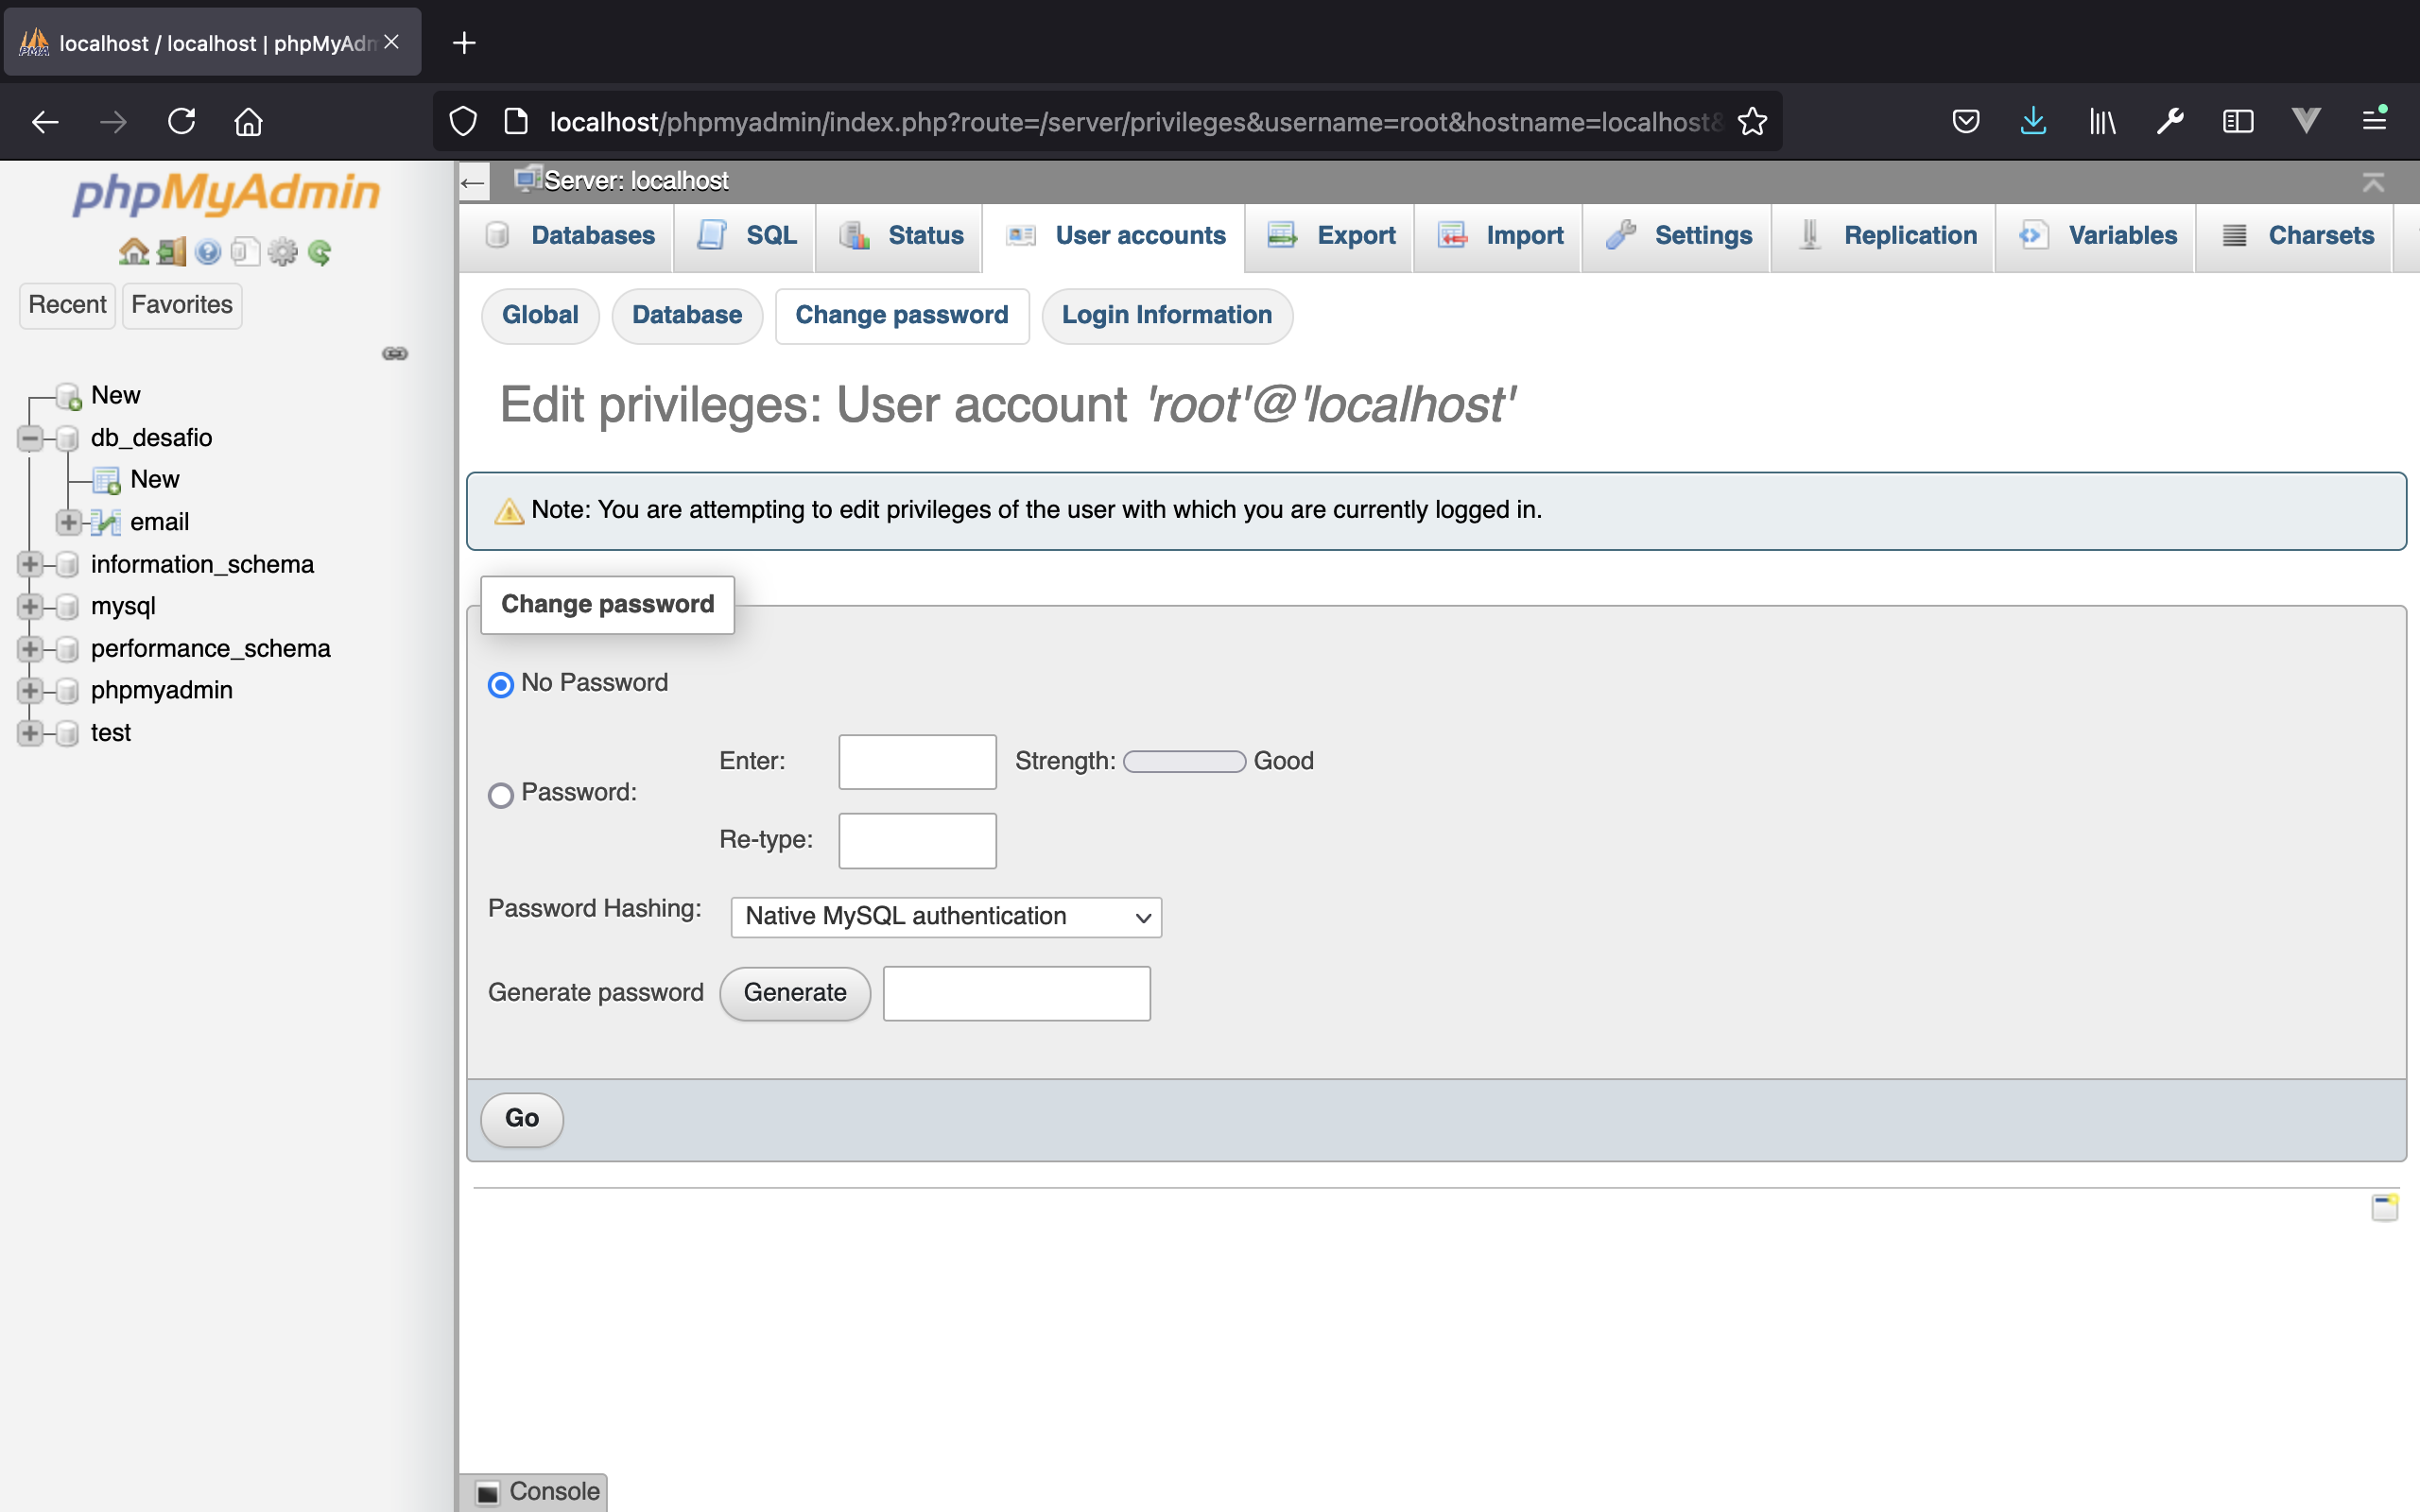 localhost / localhost | phpMyAdm
localhost/phpmyadmin/index.php?route=/server/privileges&username=root&hostname=localhost&
phpMyAdmin
Recent Favorites
New
db_desafio
New
email
information_schema
mysql
performance_schema
phpmyadmin
test
Server: localhost
Databases SQL Status User accounts Export Import Settings Replication Variables Charsets
Global Database Change password Login Information
Edit privileges: User account 'root'@'localhost'
Note: You are attempting to edit privileges of the user with which you are currently logged in.
Change password
No Password
Enter: Strength: Good
Password:
Re-type:
Password Hashing: Native MySQL authentication
Generate password Generate
Go
Console